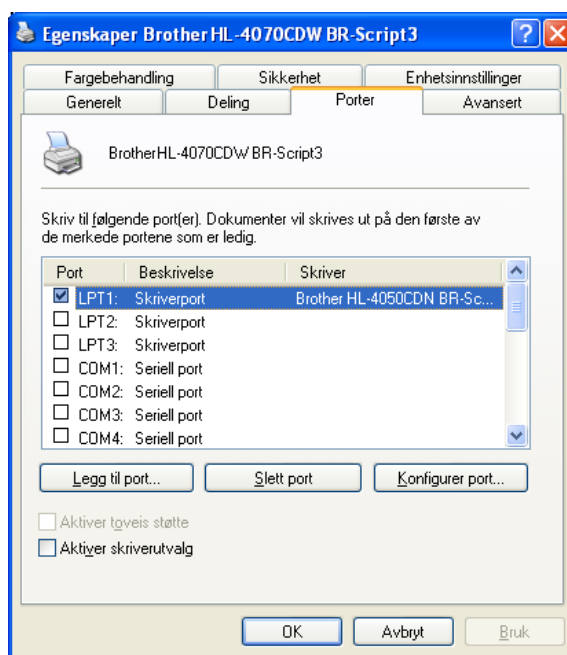 Egenskaper Brother HL-4070CDW BR-Script3
Fargebehandling Sikkerhet Enhetsinnstillinger
Generelt Deling Porter Avansert
BrotherHL-4070CDW BR-Script3
Skriv til følgende port(er). Dokumenter vil skrives ut på den første av
de merkede portene som er ledig.
Port Beskrivelse Skriver
LPT1: Skriverport Brother HL-4050CDN BR-Sc...
LPT2: Skriverport
LPT3: Skriverport
COM1: Seriell port
COM2: Seriell port
COM3: Seriell port
COM4: Seriell port
Legg til port... Slett port Konfigurer port...
Aktiver toveis støtte
Aktiver skriverutvalg
OK Avbryt Bruk